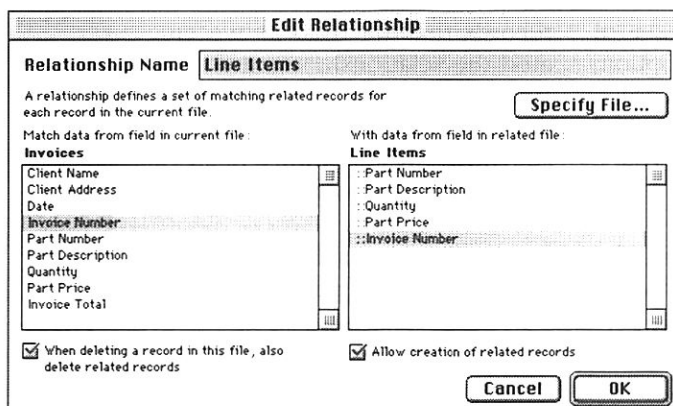 Edit Relationship
Relationship Name Line Items
A relationship defines a set of matching related records for
each record in the current file.
Specify File...
Match data from field in current file:
Invoices
Client Name
Client Address
Date
Invoice Number
Part Number
Part Description
Quantity
Part Price
Invoice Total
With data from field in related file:
Line Items
::Part Number
::Part Description
::Quantity
::Part Price
::Invoice Number
When deleting a record in this file, also
delete related records
Allow creation of related records
Cancel
OK